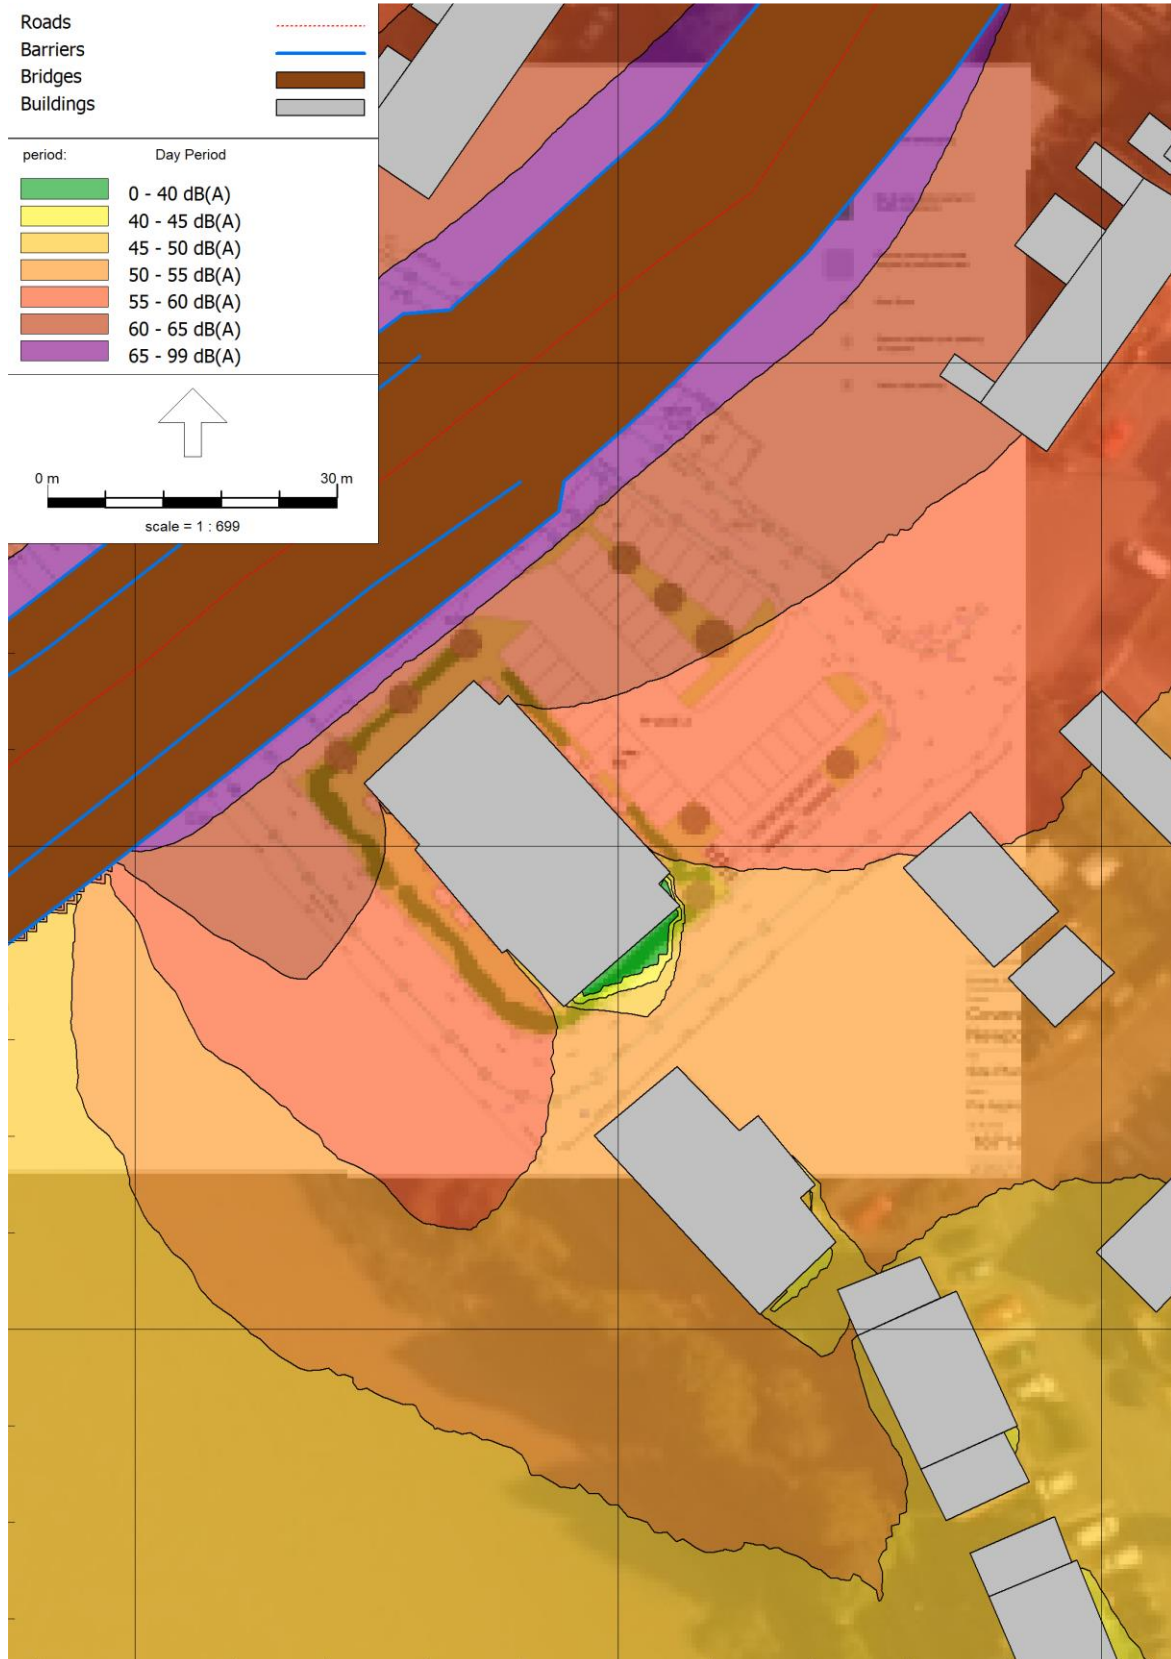 Roads
Barriers
Bridges
Buildings
period: Day Period
0 - 40 dB(A)
40 - 45 dB(A)
45 - 50 dB(A)
50 - 55 dB(A)
55 - 60 dB(A)
60 - 65 dB(A)
65 - 99 dB(A)
0 m 30 m
scale = 1 : 699